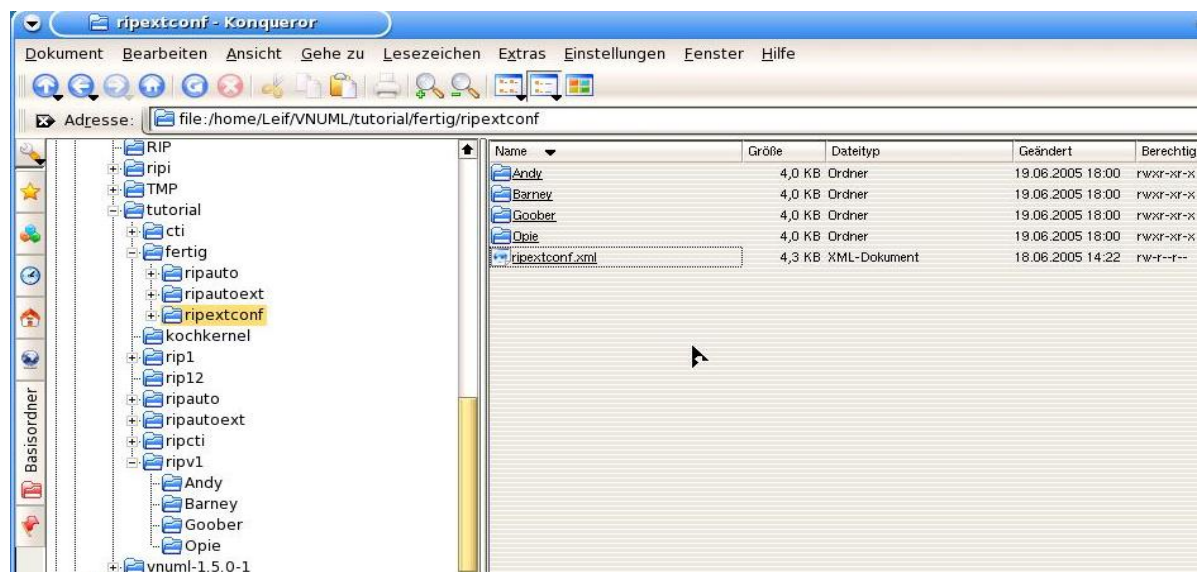 ripextconf - Konqueror
Dokument Bearbeiten Ansicht Gehe zu Lesezeichen Extras Einstellungen Fenster Hilfe
Adresse: file:/home/Leif/VNUML/tutorial/fertig/ripextconf
Basisordner
RIP
ripi
TMP
tutorial
cti
fertig
ripauto
ripautoext
ripextconf
kochkernel
rip1
rip12
ripauto
ripautoext
ripcti
ripv1
Andy
Barney
Goober
Opie
vnuml-1.5.0-1
Name Größe Dateityp Geändert Berechtig
Andy 4,0 KB Ordner 19.06.2005 18:00 rwxr-xr-x
Barney 4,0 KB Ordner 19.06.2005 18:00 rwxr-xr-x
Goober 4,0 KB Ordner 19.06.2005 18:00 rwxr-xr-x
Opie 4,0 KB Ordner 19.06.2005 18:00 rwxr-xr-x
ripextconf.xml 4,3 KB XML-Dokument 18.06.2005 14:22 rw-r--r--